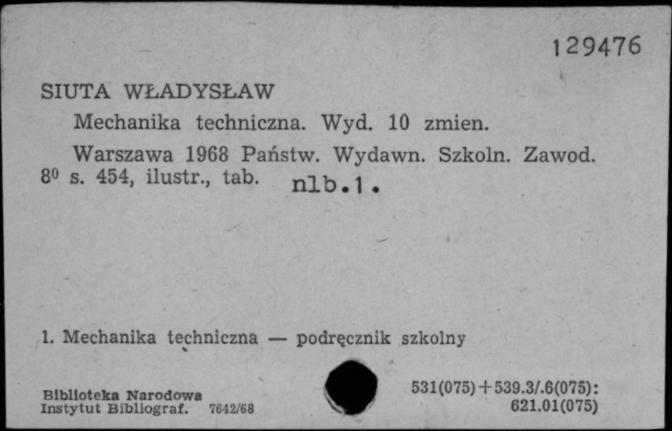 129476
SIUTA WŁADYSŁAW
Mechanika techniczna. Wyd. 10 zmien.
Warszawa 1968 Państw. Wydawn. Szkoln. Zawod.
8⁰ s. 454, ilustr., tab. nlb.1.
1. Mechanika techniczna — podręcznik szkolny
Biblioteka Narodowa
Instytut Bibliograf. 7642/68
531(075)+539.3/.6(075):
621.01(075)